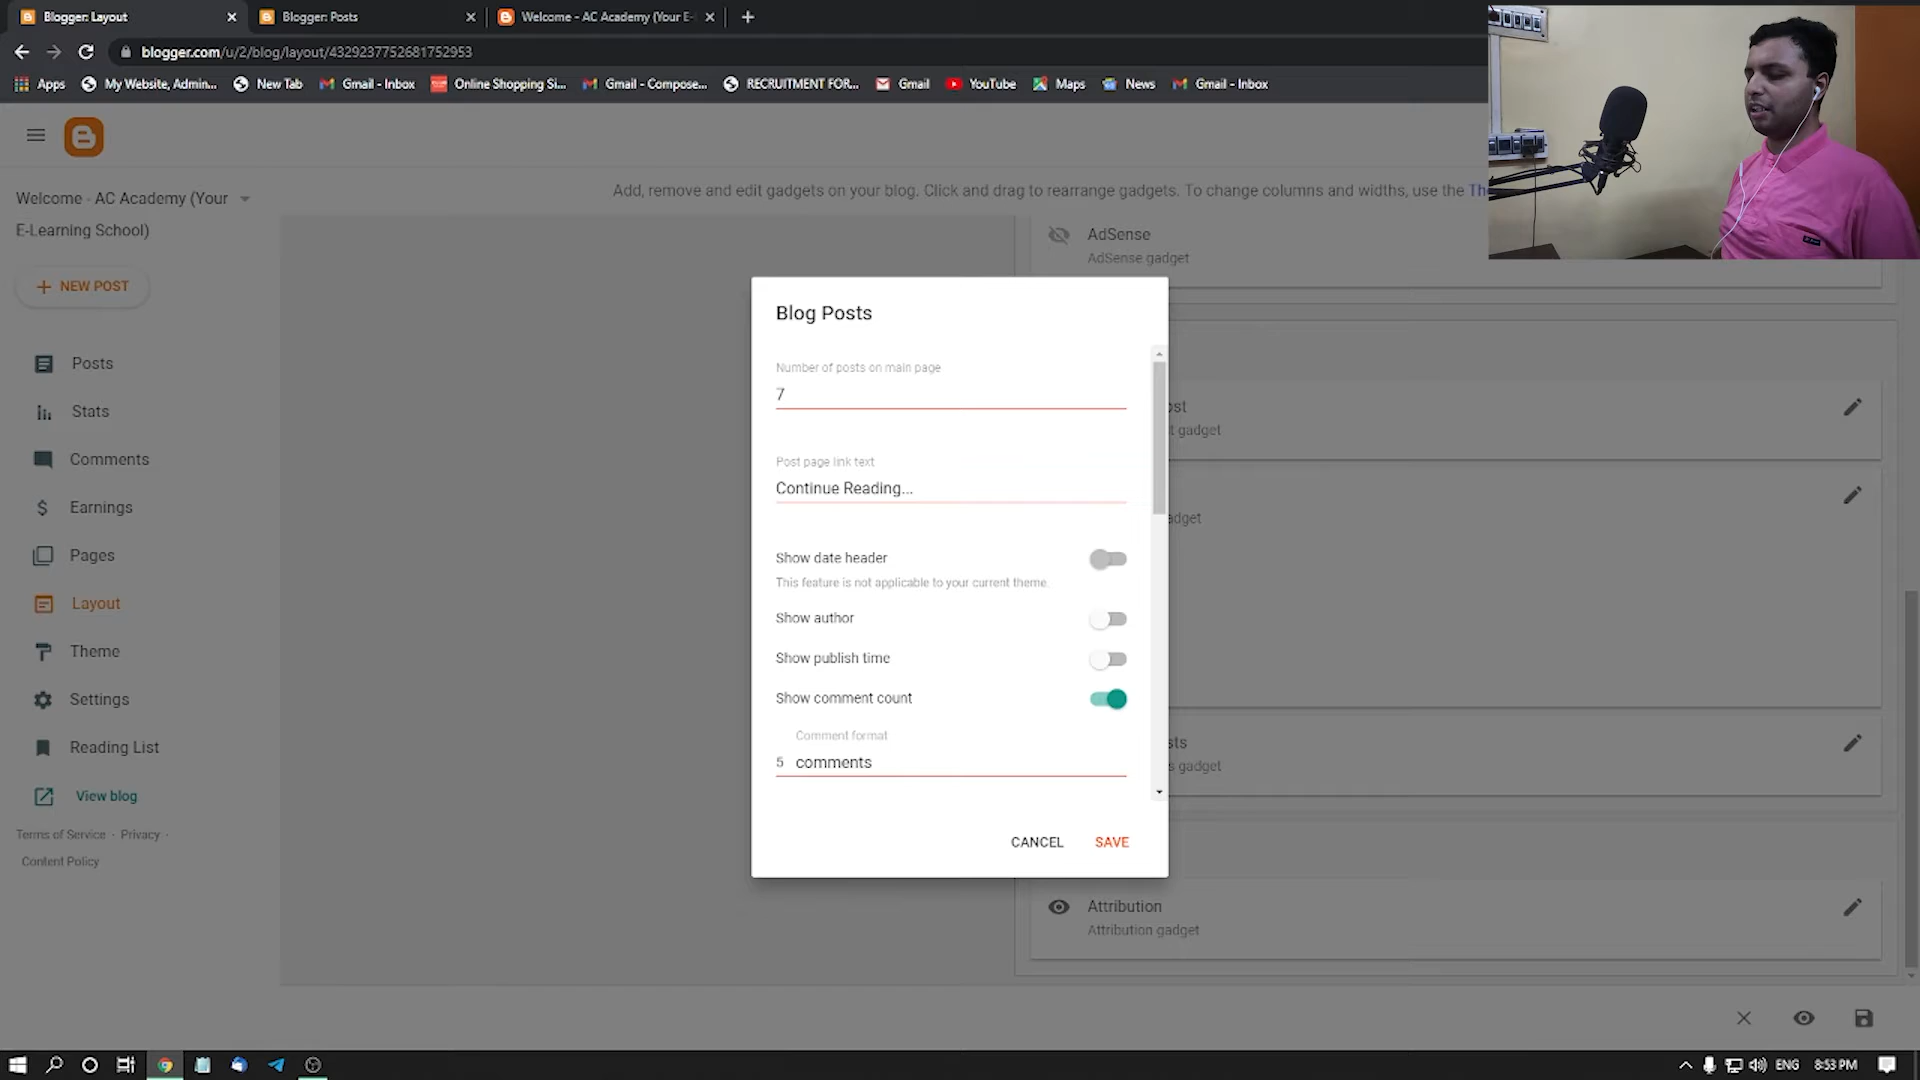 Blogger: Layout
Blogger: Posts
Welcome - AC Academy (Your E-
blogger.com/u/2/blog/layout/4329237752681752953
Apps
My Website, Admin...
New Tab
Gmail - Inbox
Online Shopping Si...
Gmail - Compose...
RECRUITMENT FOR...
Gmail
YouTube
Maps
News
Gmail - Inbox
Welcome - AC Academy (Your
E-Learning School)
Add, remove and edit gadgets on your blog. Click and drag to rearrange gadgets. To change columns and widths, use the Th
NEW POST
Posts
Stats
Comments
Earnings
Pages
Layout
Theme
Settings
Reading List
View blog
Terms of Service · Privacy ·
Content Policy
AdSense
AdSense gadget
Blog Posts
Number of posts on main page
7
Post page link text
Continue Reading...
Show date header
This feature is not applicable to your current theme.
Show author
Show publish time
Show comment count
Comment format
5 comments
CANCEL
SAVE
ost
t gadget
adget
sts
s gadget
Attribution
Attribution gadget
ENG
8:53 PM